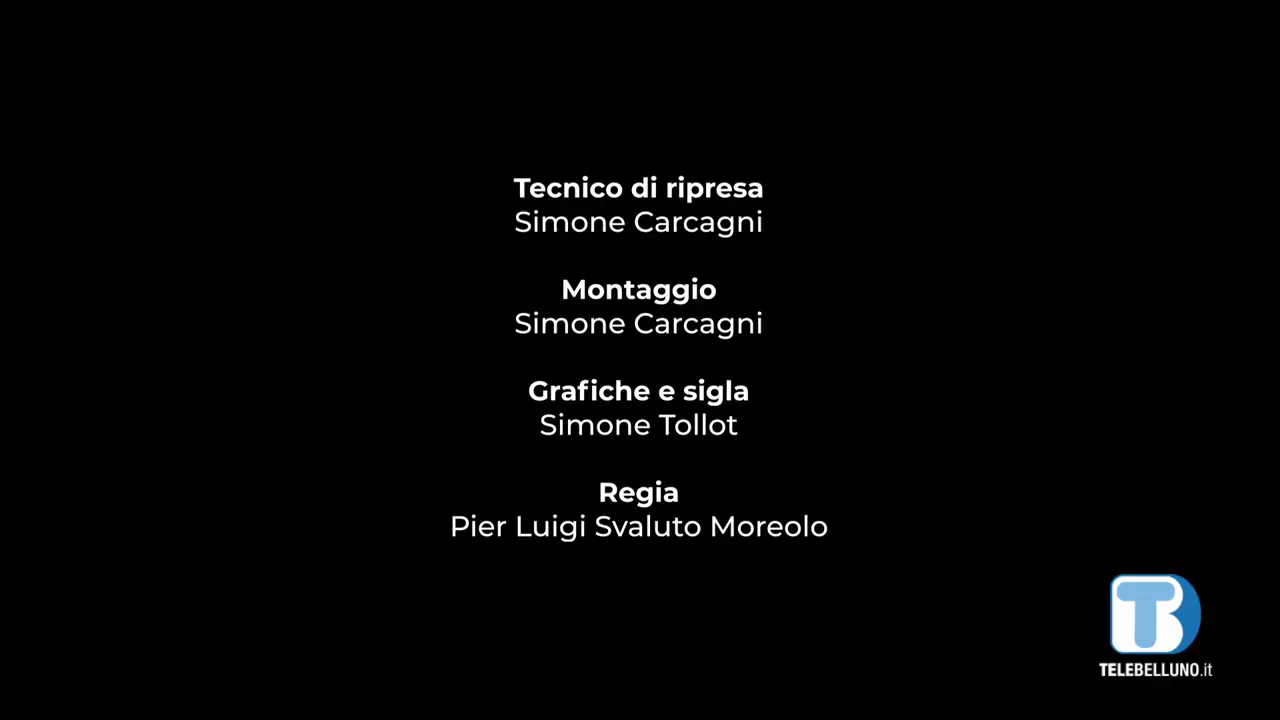 Tecnico di ripresa
Simone Carcagni
Montaggio
Simone Carcagni
Grafiche e sigla
Simone Tollot
Regia
Pier Luigi Svaluto Moreolo
TB
TELEBELLUNO.it